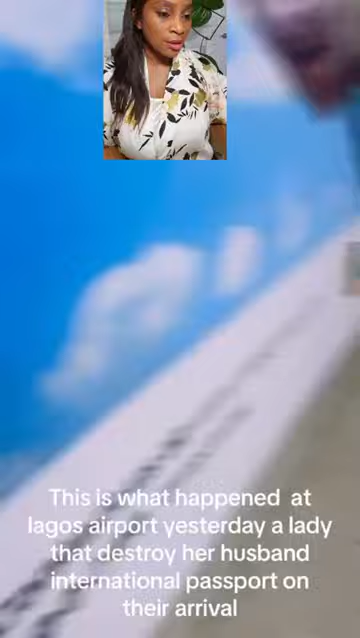 This is what happened at
lagos airport yesterday a lady
that destroy her husband
international passport on
their arrival